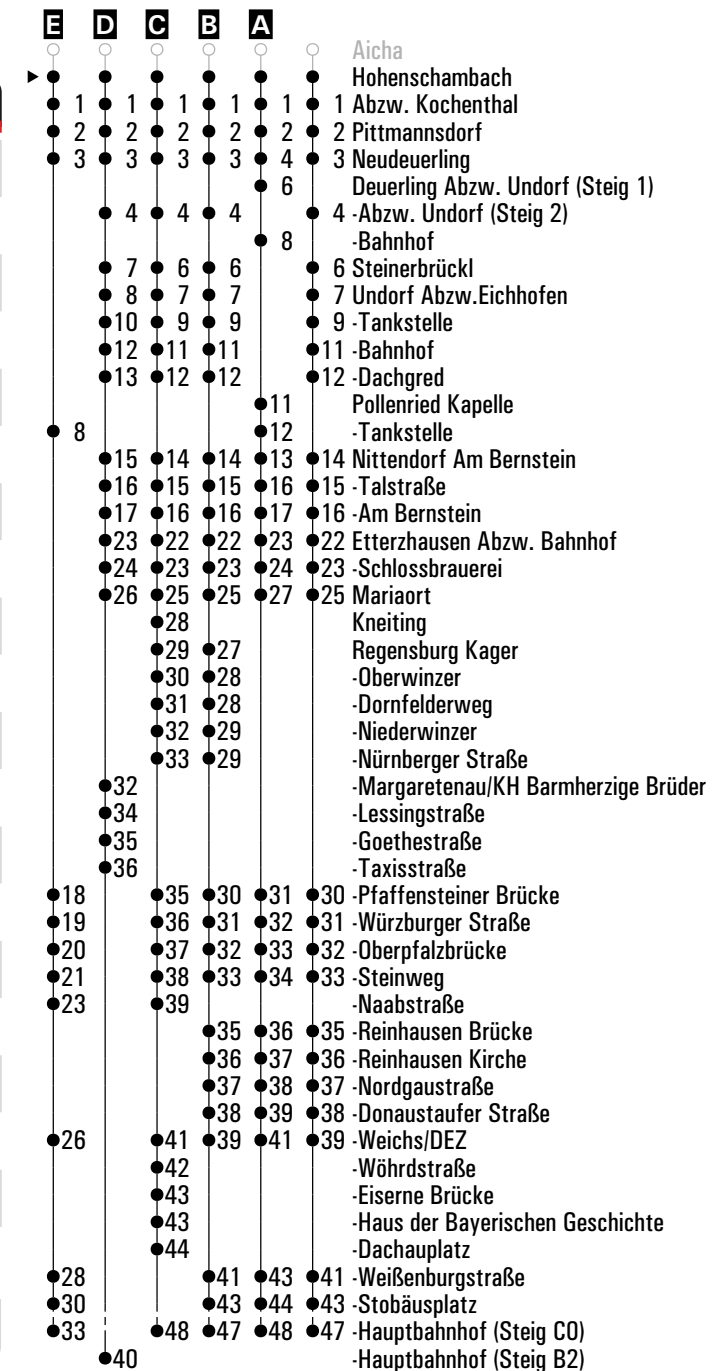 E D C B A
Aicha
Hohenschambach
1 1 1 1 1 1 Abzw. Kochenthal
2 2 2 2 2 2 Pittmannsdorf
3 3 3 3 4 3 Neudeuerling
6 Deuerling Abzw. Undorf (Steig 1)
4 4 4 4 -Abzw. Undorf (Steig 2)
8 -Bahnhof
7 6 6 6 Steinerbrückl
8 7 7 7 Undorf Abzw.Eichhofen
10 9 9 9 -Tankstelle
12 11 11 11 -Bahnhof
13 12 12 12 -Dachgred
11 Pollenried Kapelle
8 12 -Tankstelle
15 14 14 13 14 Nittendorf Am Bernstein
16 15 15 16 15 -Talstraße
17 16 16 17 16 -Am Bernstein
23 22 22 23 22 Etterzhausen Abzw. Bahnhof
24 23 23 24 23 -Schlossbrauerei
26 25 25 27 25 Mariaort
28 Kneiting
29 27 Regensburg Kager
30 28 -Oberwinzer
31 28 -Dornfelderweg
32 29 -Niederwinzer
33 29 -Nürnberger Straße
32 -Margaretenau/KH Barmherzige Brüder
34 -Lessingstraße
35 -Goethestraße
36 -Taxisstraße
18 35 30 31 30 -Pfaffensteiner Brücke
19 36 31 32 31 -Würzburger Straße
20 37 32 33 32 -Oberpfalzbrücke
21 38 33 34 33 -Steinweg
23 39 -Naabstraße
35 36 35 -Reinhausen Brücke
36 37 36 -Reinhausen Kirche
37 38 37 -Nordgaustraße
38 39 38 -Donaustaufer Straße
26 41 39 41 39 -Weichs/DEZ
42 -Wöhrdstraße
43 -Eiserne Brücke
43 -Haus der Bayerischen Geschichte
44 -Dachauplatz
28 41 43 41 -Weißenburgstraße
30 43 44 43 -Stobäusplatz
33 48 47 48 47 -Hauptbahnhof (Steig C0)
40 -Hauptbahnhof (Steig B2)